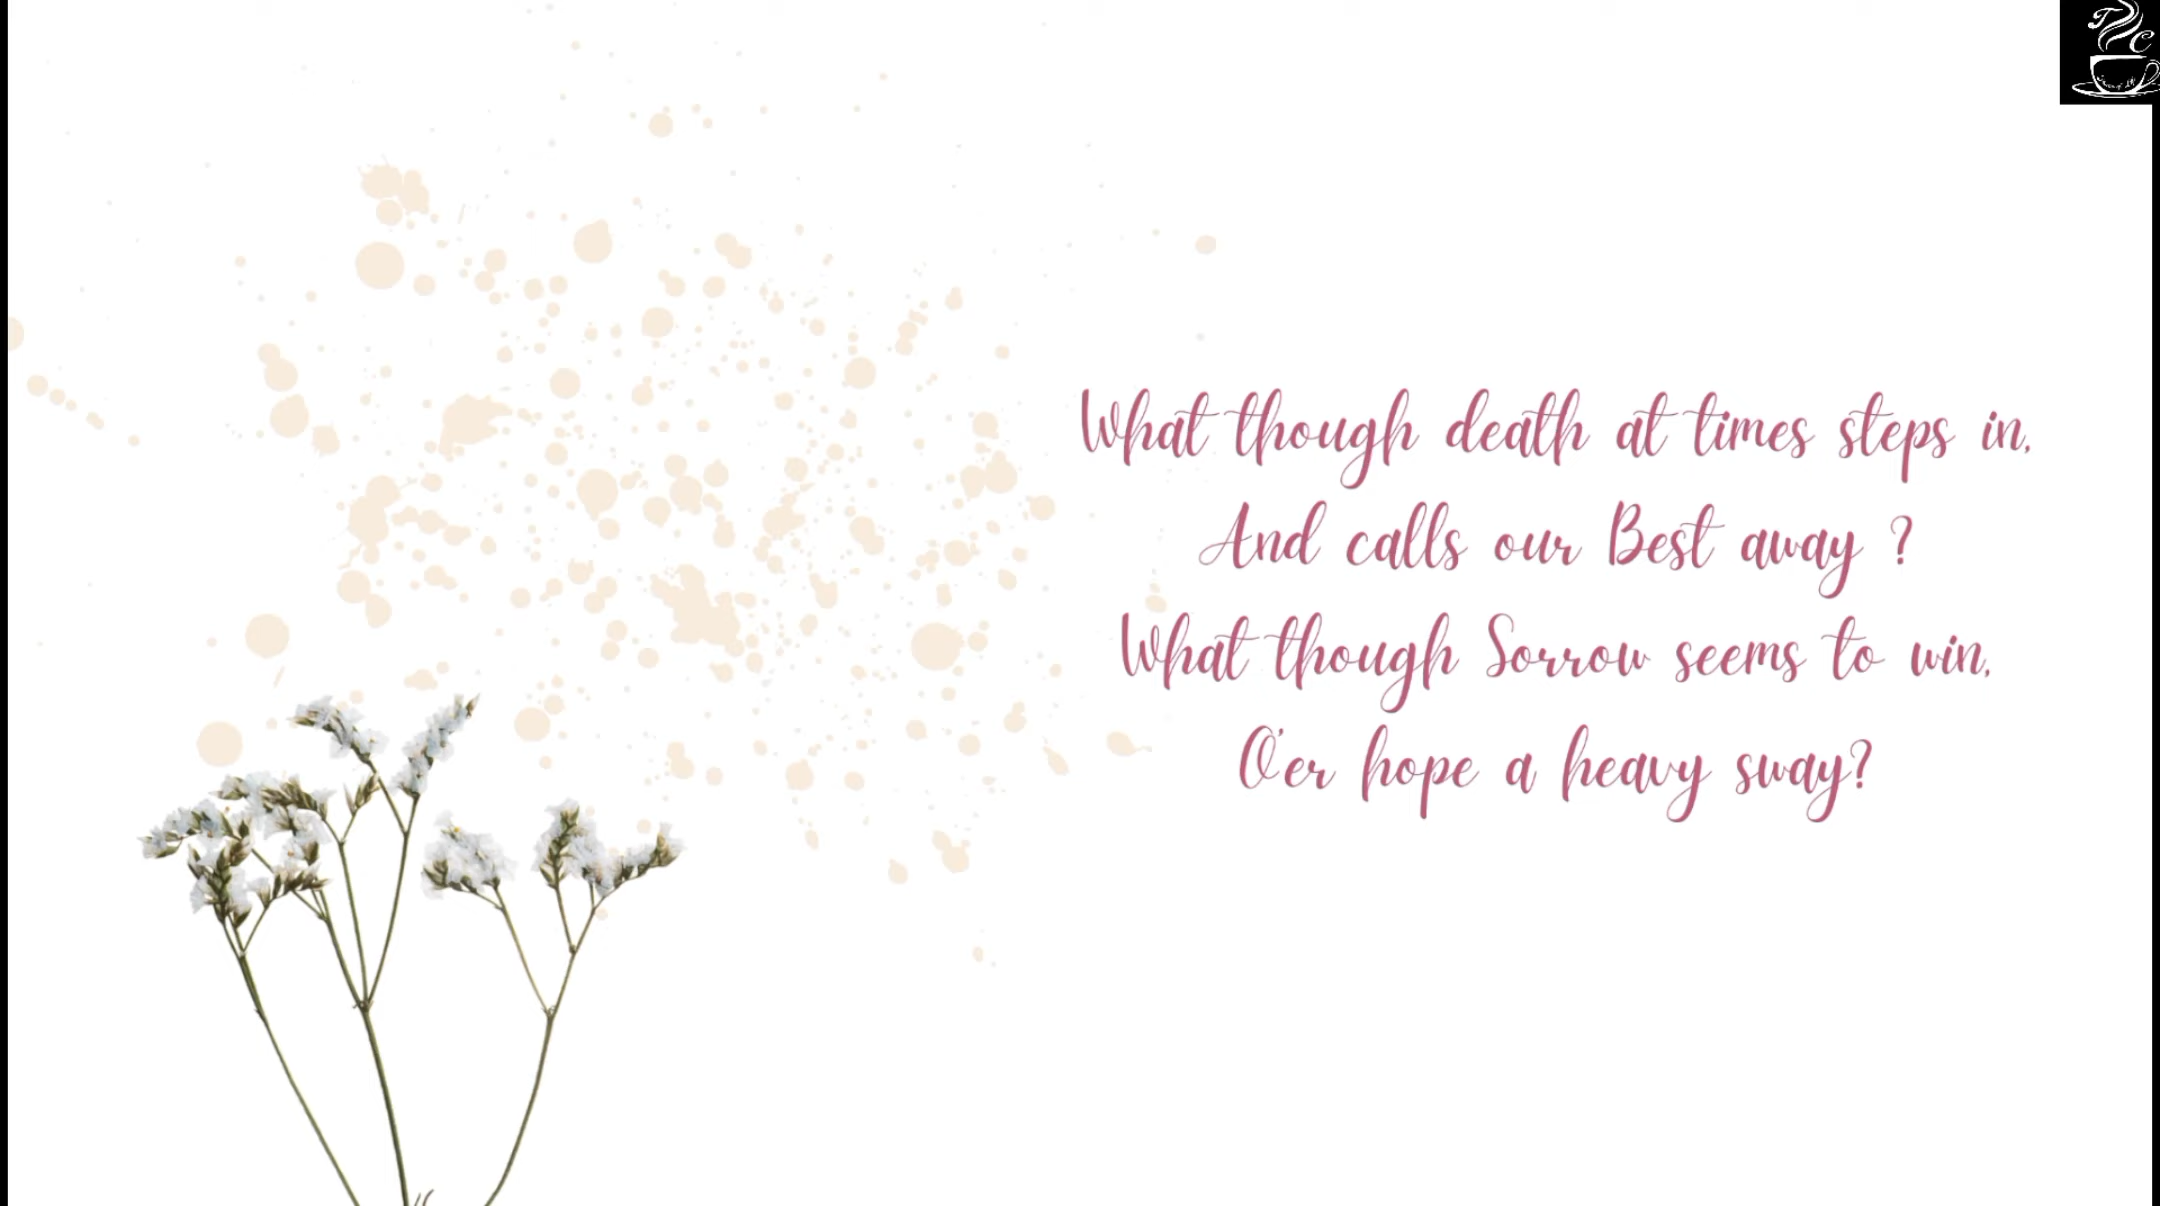 T C
What though death at times steps in,
And calls our Best away ?
What though Sorrow seems to win,
O'er hope a heavy sway?